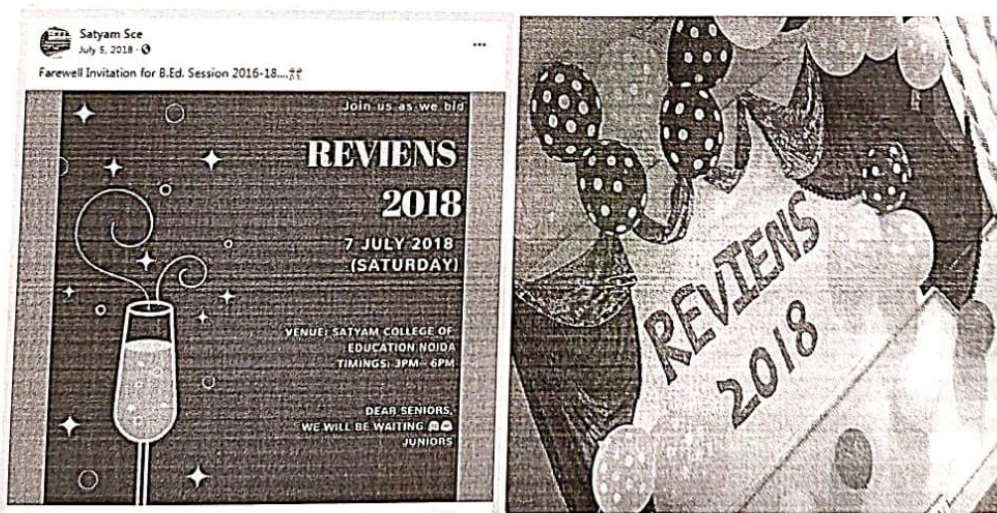 Satyam Sce
July 5, 2018
Farewell Invitation for B.Ed. Session 2016-18....
Join us as we bid
REVIENS
2018
7 JULY 2018
(SATURDAY)
VENUE: SATYAM COLLEGE OF
EDUCATION NOIDA
TIMINGS: 3PM- 6PM
DEAR SENIORS,
WE WILL BE WAITING
JUNIORS
REVIENS
2018